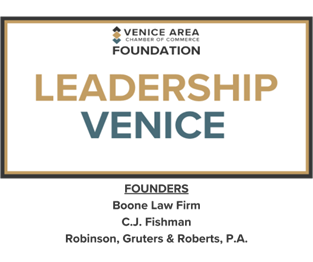 VENICE AREA
CHAMBER OF COMMERCE
FOUNDATION
LEADERSHIP
VENICE
FOUNDERS
Boone Law Firm
C.J. Fishman
Robinson, Gruters & Roberts, P.A.